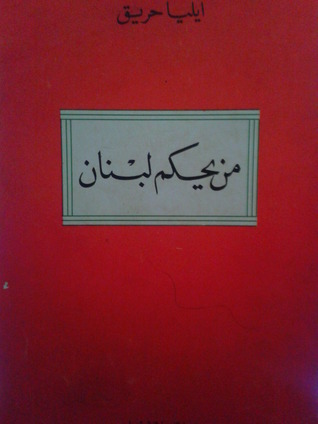 ايليا حريق
من يحكم لبنان